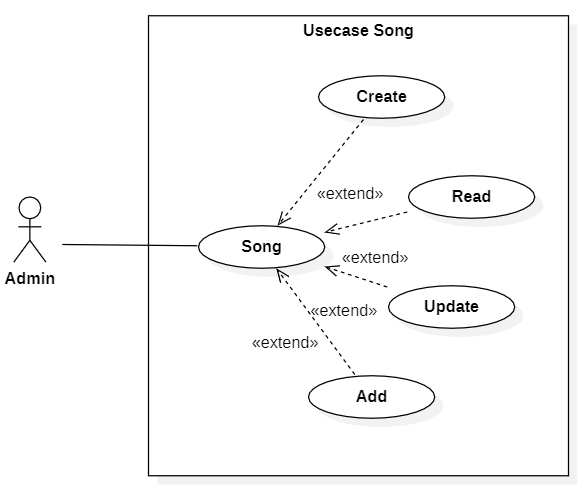 Usecase Song
Create
«extend»
Read
Song
«extend»
Admin
Update
«extend»
«extend»
Add